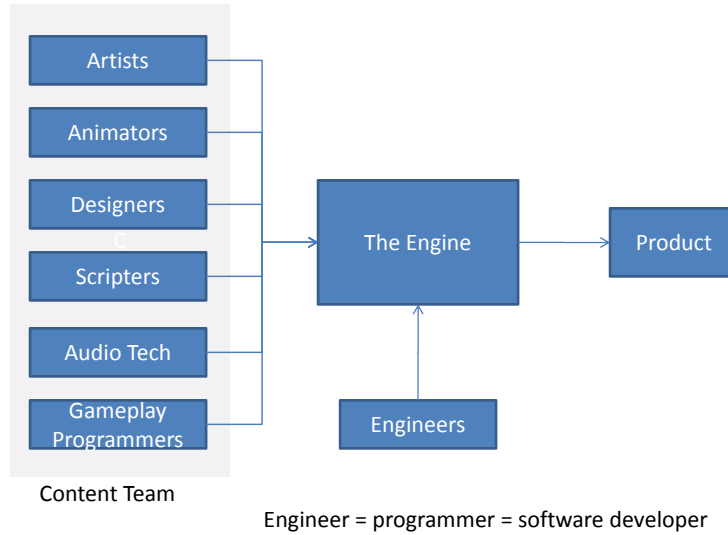 Artists
Animators
Designers
C
Scripters
Audio Tech
Gameplay
Programmers
Content Team
The Engine
Engineers
Product
Engineer = programmer = software developer